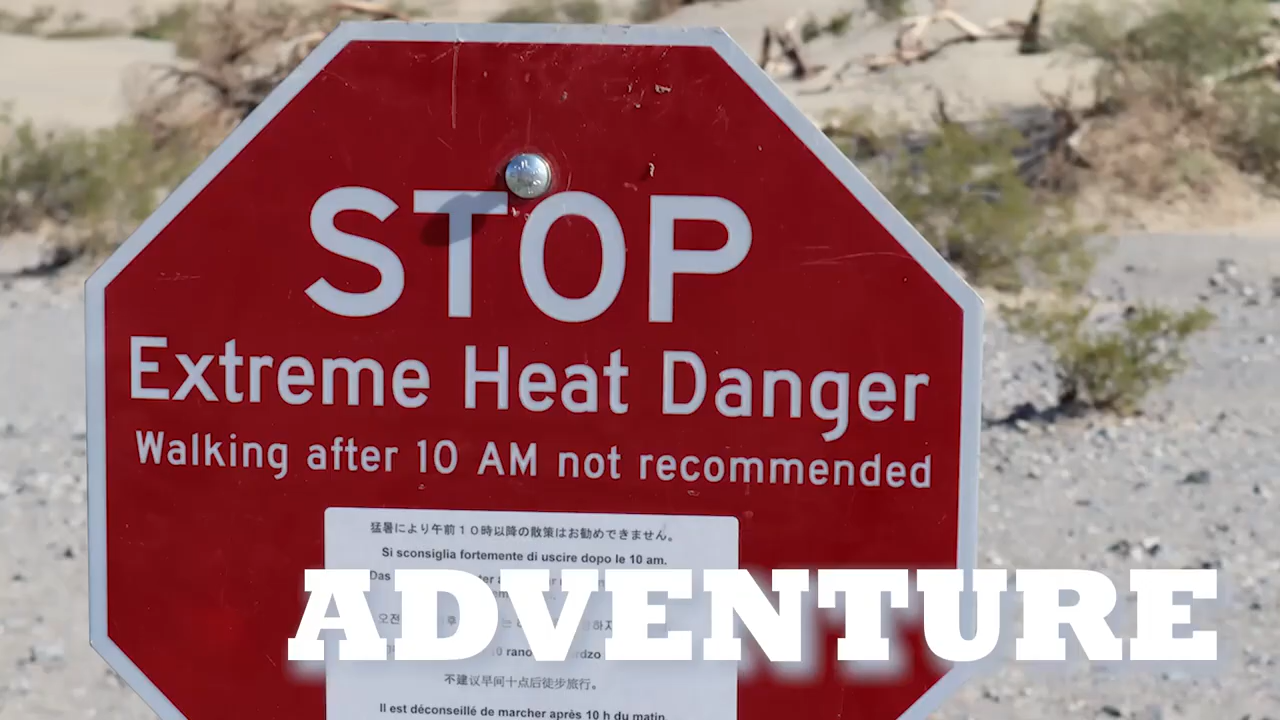 STOP
Extreme Heat Danger
Walking after 10 AM not recommended
猛暑により午前10時以降の散策はお勧めできません。
Si sconsiglia fortemente di uscire dopo le 10 am.
Das
오전
ADVENTURE
不建议早间十点后徒步旅行。
Il est déconseillé de marcher après 10 h du matin.